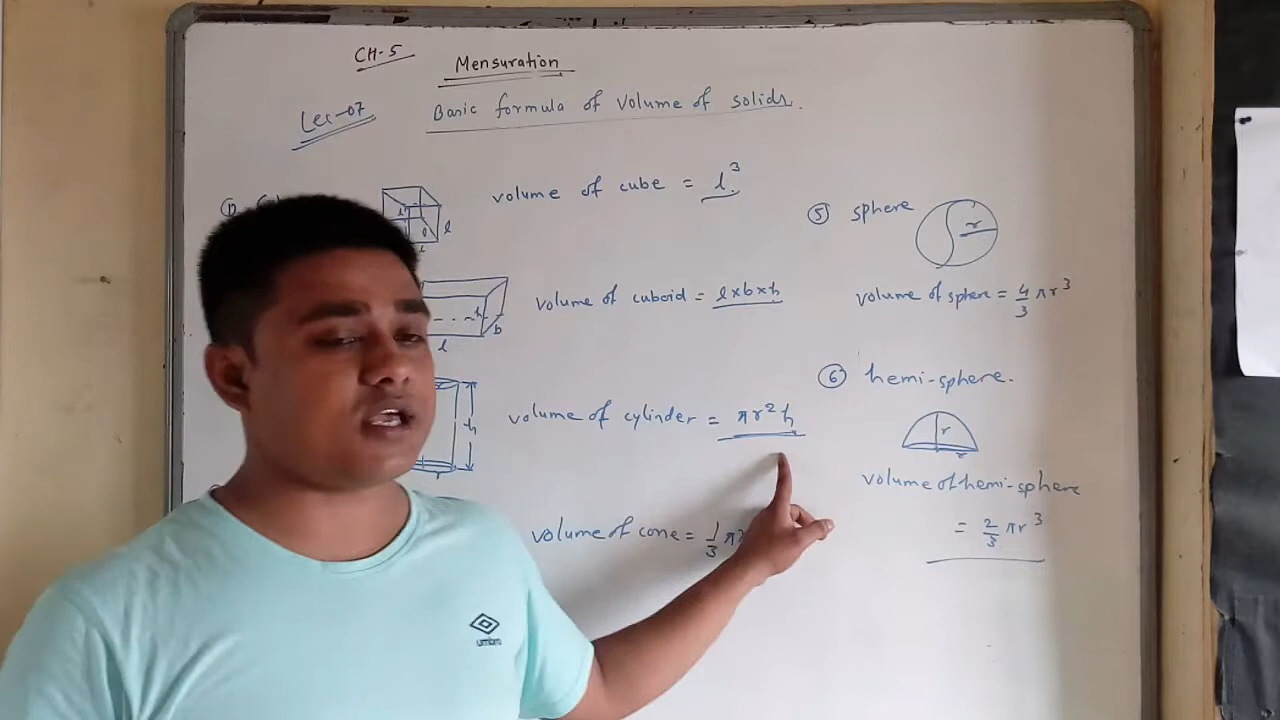 CH-5
Mensuration
Lec-07
Basic formula of Volume of solids.
volume of cube = l³
l
volume of cuboid = l×b×h
h
b
l
volume of cylinder = πr²h
h
volume of cone = 1/3 π
⑤ sphere
r
volume of sphere = 4/3 πr³
⑥ hemi-sphere.
r
r
volume of hemi-sphere
= 2/3 πr³
umbro